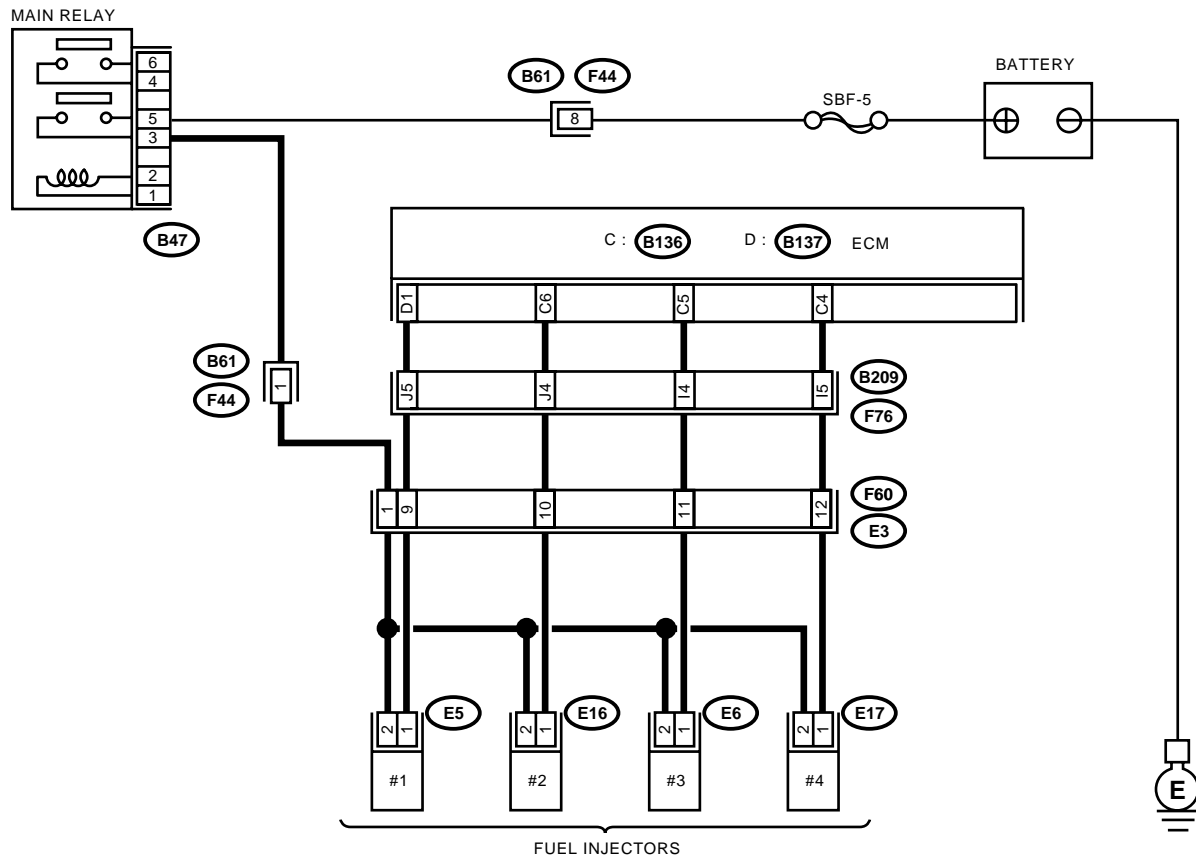 MAIN RELAY
6
4
5
3
2
1
B47
B61 F44
8
SBF-5
BATTERY
C : B136 D : B137 ECM
D1 C6 C5 C4
B61
F44
1
J5 J4 I4 I5
B209
F76
1 9 10 11 12
F60
E3
2 1 E5 2 1 E16 2 1 E6 2 1 E17
#1 #2 #3 #4
E
FUEL INJECTORS